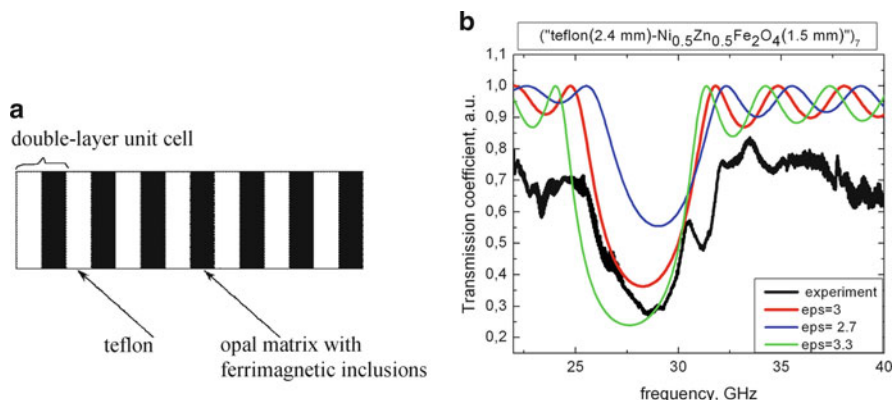 a
double-layer unit cell
teflon
opal matrix with
ferrimagnetic inclusions
b
("teflon(2.4 mm)-Ni0.5Zn0.5Fe2O4(1.5 mm)")7
1,1
1,0
0,9
0,8
0,7
0,6
0,5
0,4
0,3
0,2
Transmission coefficient, a.u.
experiment
eps=3
eps= 2.7
eps=3.3
25 30 35 40
frequency, GHz